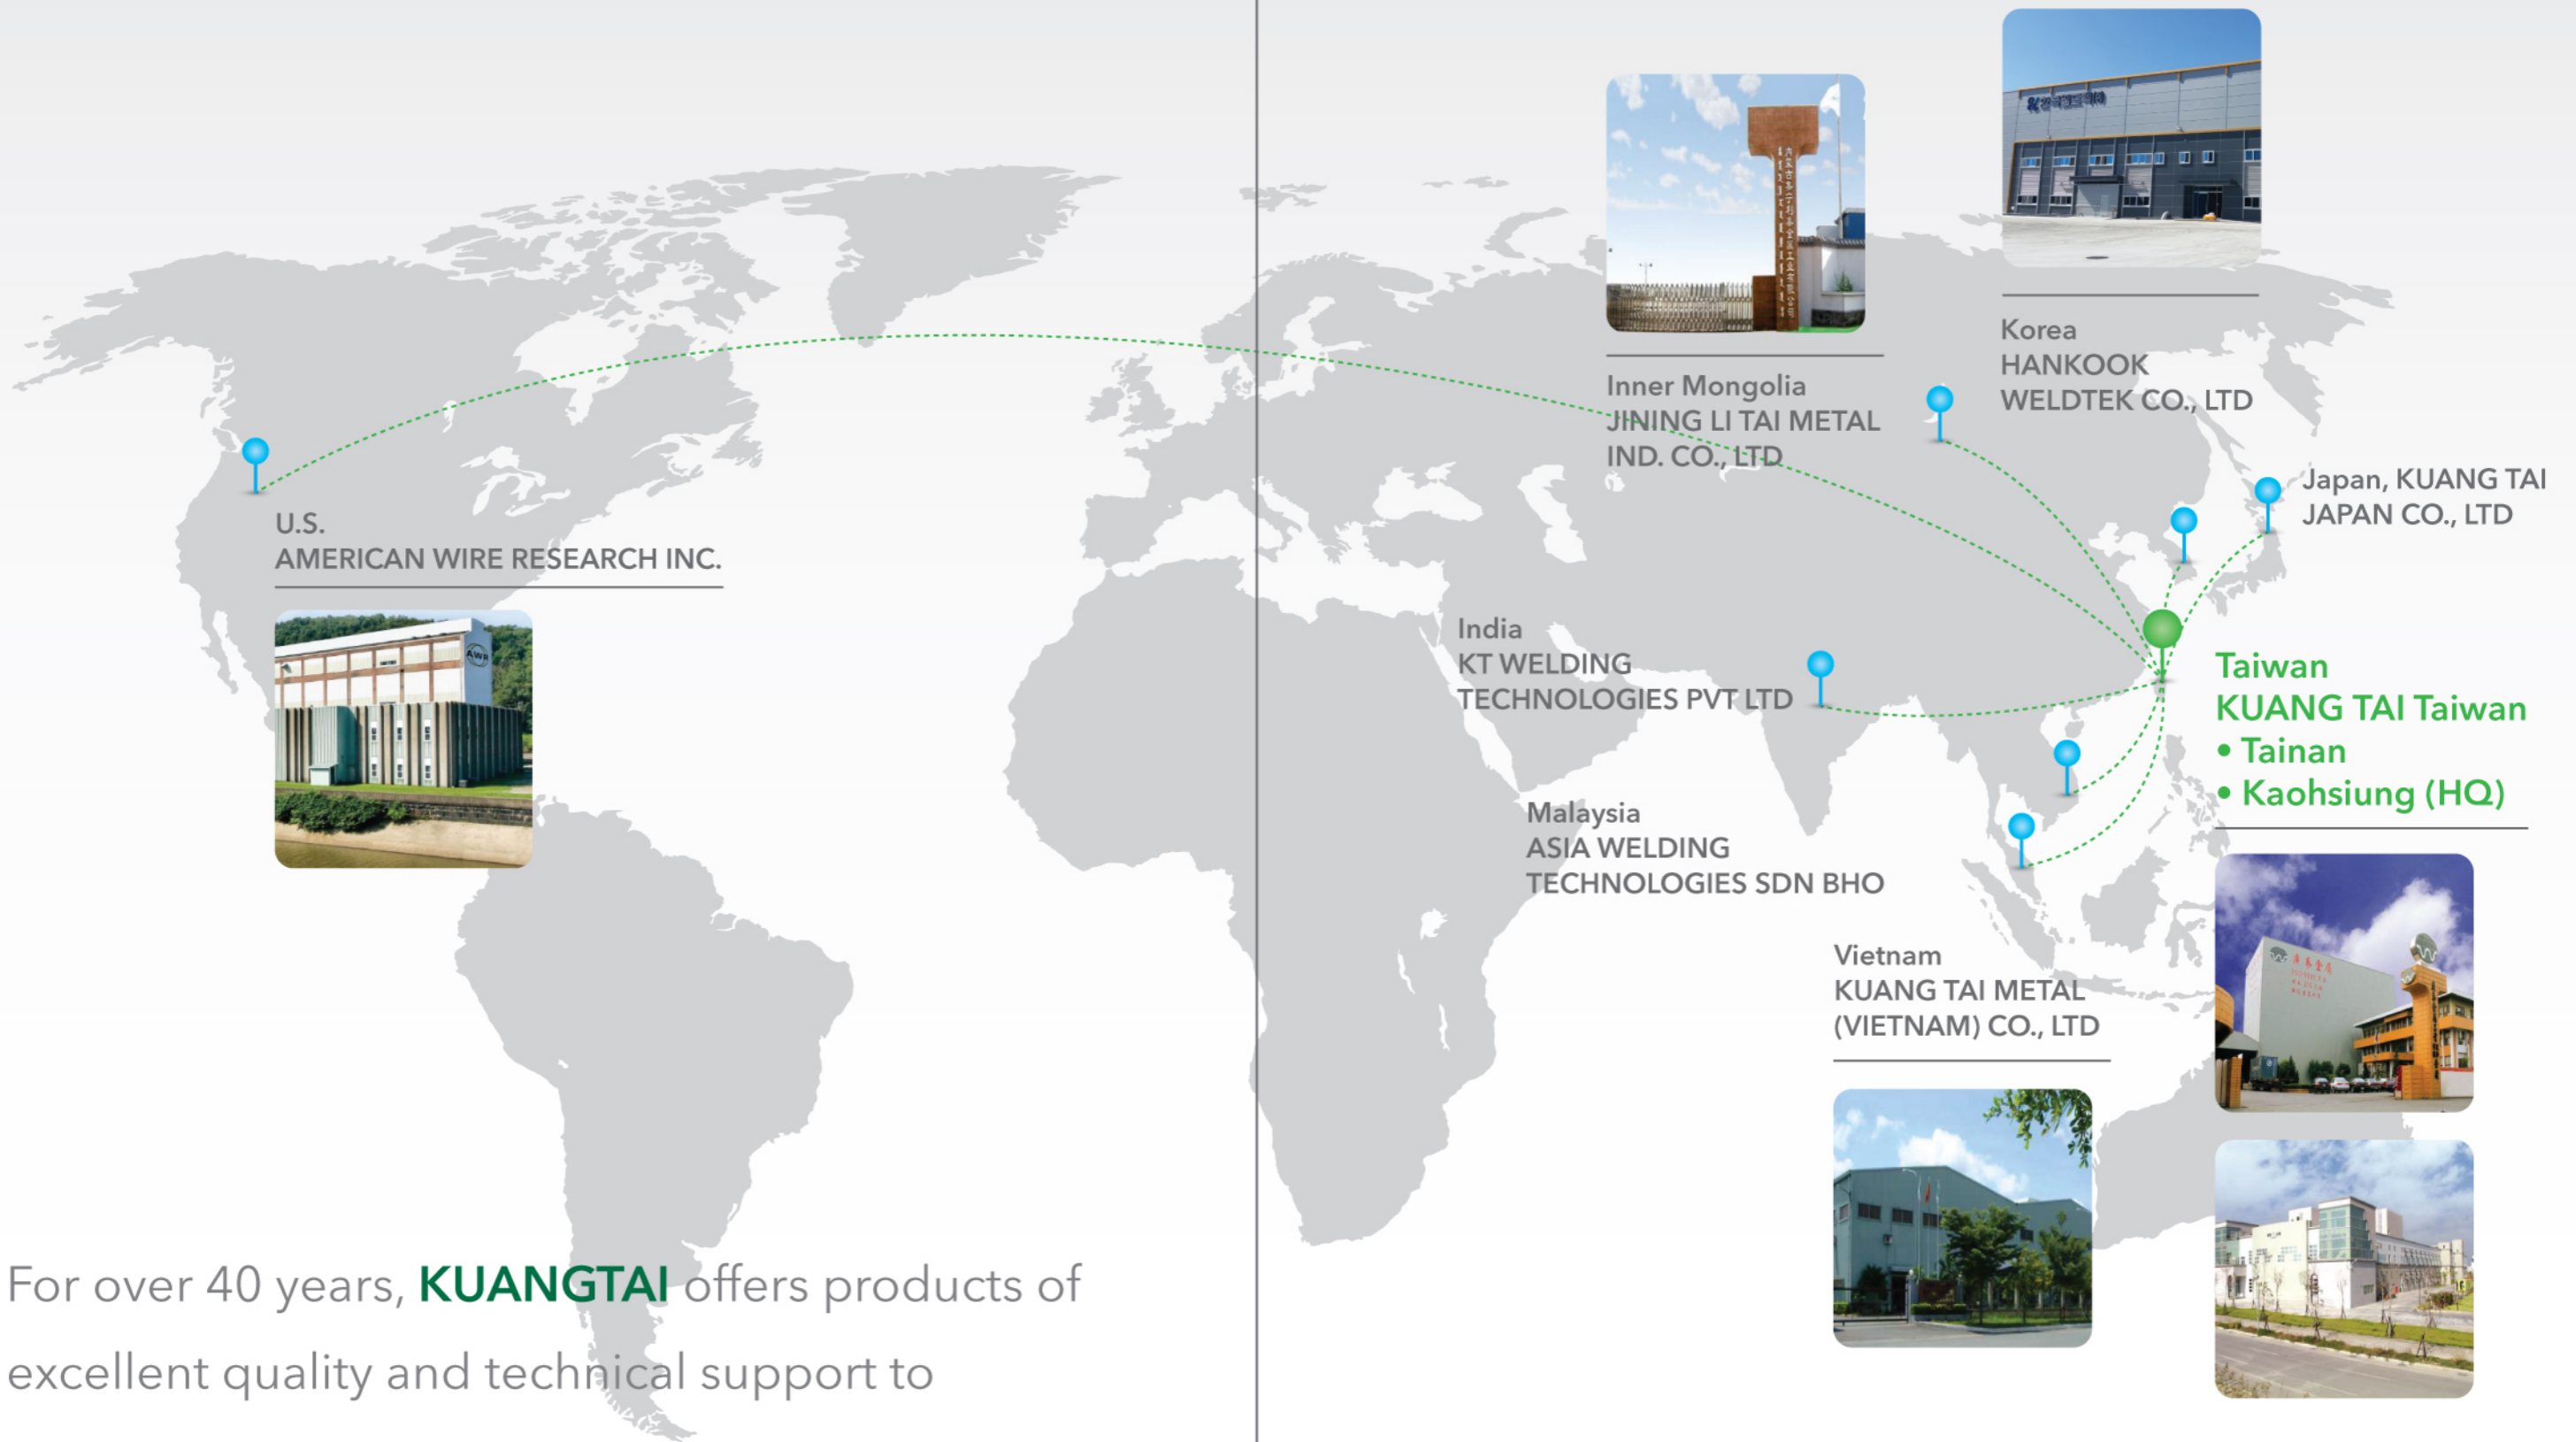 Korea
HANKOOK
WELDTEK CO., LTD
Inner Mongolia
JINING LI TAI METAL
IND. CO., LTD
Japan, KUANG TAI
JAPAN CO., LTD
U.S.
AMERICAN WIRE RESEARCH INC.
AWR
India
KT WELDING
TECHNOLOGIES PVT LTD
Taiwan
KUANG TAI Taiwan
• Tainan
• Kaohsiung (HQ)
Malaysia
ASIA WELDING
TECHNOLOGIES SDN BHO
Vietnam
KUANG TAI METAL
(VIETNAM) CO., LTD
For over 40 years, KUANGTAI offers products of
excellent quality and technical support to